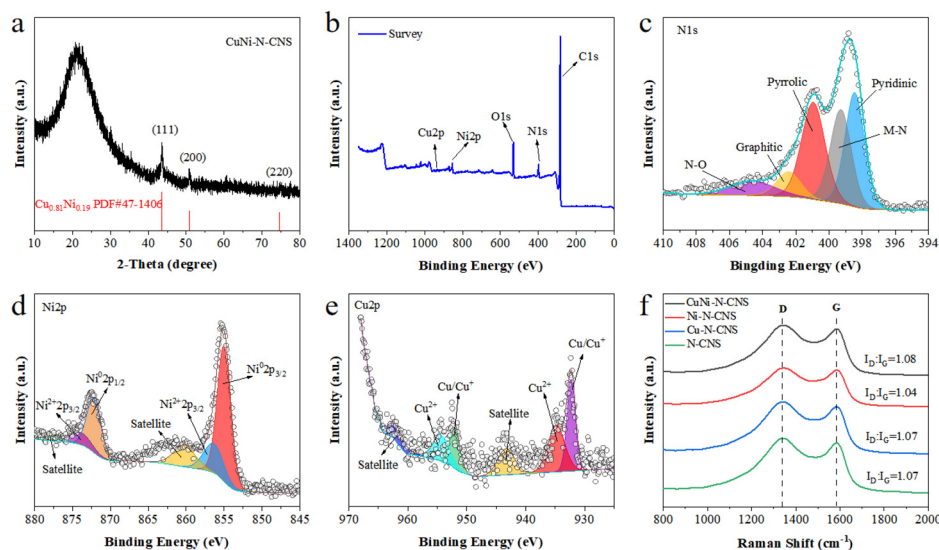 a
CuNi-N-CNS
Intensity (a.u.)
(111)
(200)
(220)
Cu0.81Ni0.19 PDF#47-1406
10 20 30 40 50 60 70 80
2-Theta (degree)
b
Survey
Intensity (a.u.)
C1s
O1s
Cu2p
Ni2p
N1s
1400 1200 1000 800 600 400 200 0
Binding Energy (eV)
c
N1s
Intensity (a.u.)
Pyrrolic
Pyridinic
M-N
Graphitic
N-O
410 408 406 404 402 400 398 396 394
Bingding Energy (eV)
d
Ni2p
Intensity (a.u.)
Ni⁰2p3/2
Ni⁰2p1/2
Ni²⁺2p3/2
Ni²⁺2p3/2
Satellite
Satellite
880 875 870 865 860 855 850 845
Binding Energy (eV)
e
Cu2p
Intensity (a.u.)
Cu/Cu⁺
Cu/Cu⁺
Cu²⁺
Cu²⁺
Satellite
Satellite
970 960 950 940 930
Binding Energy (eV)
f
D
G
CuNi-N-CNS
Ni-N-CNS
Cu-N-CNS
N-CNS
Intensity (a.u.)
ID:IG=1.08
ID:IG=1.04
ID:IG=1.07
ID:IG=1.07
800 1000 1200 1400 1600 1800 2000
Raman Shift (cm⁻¹)